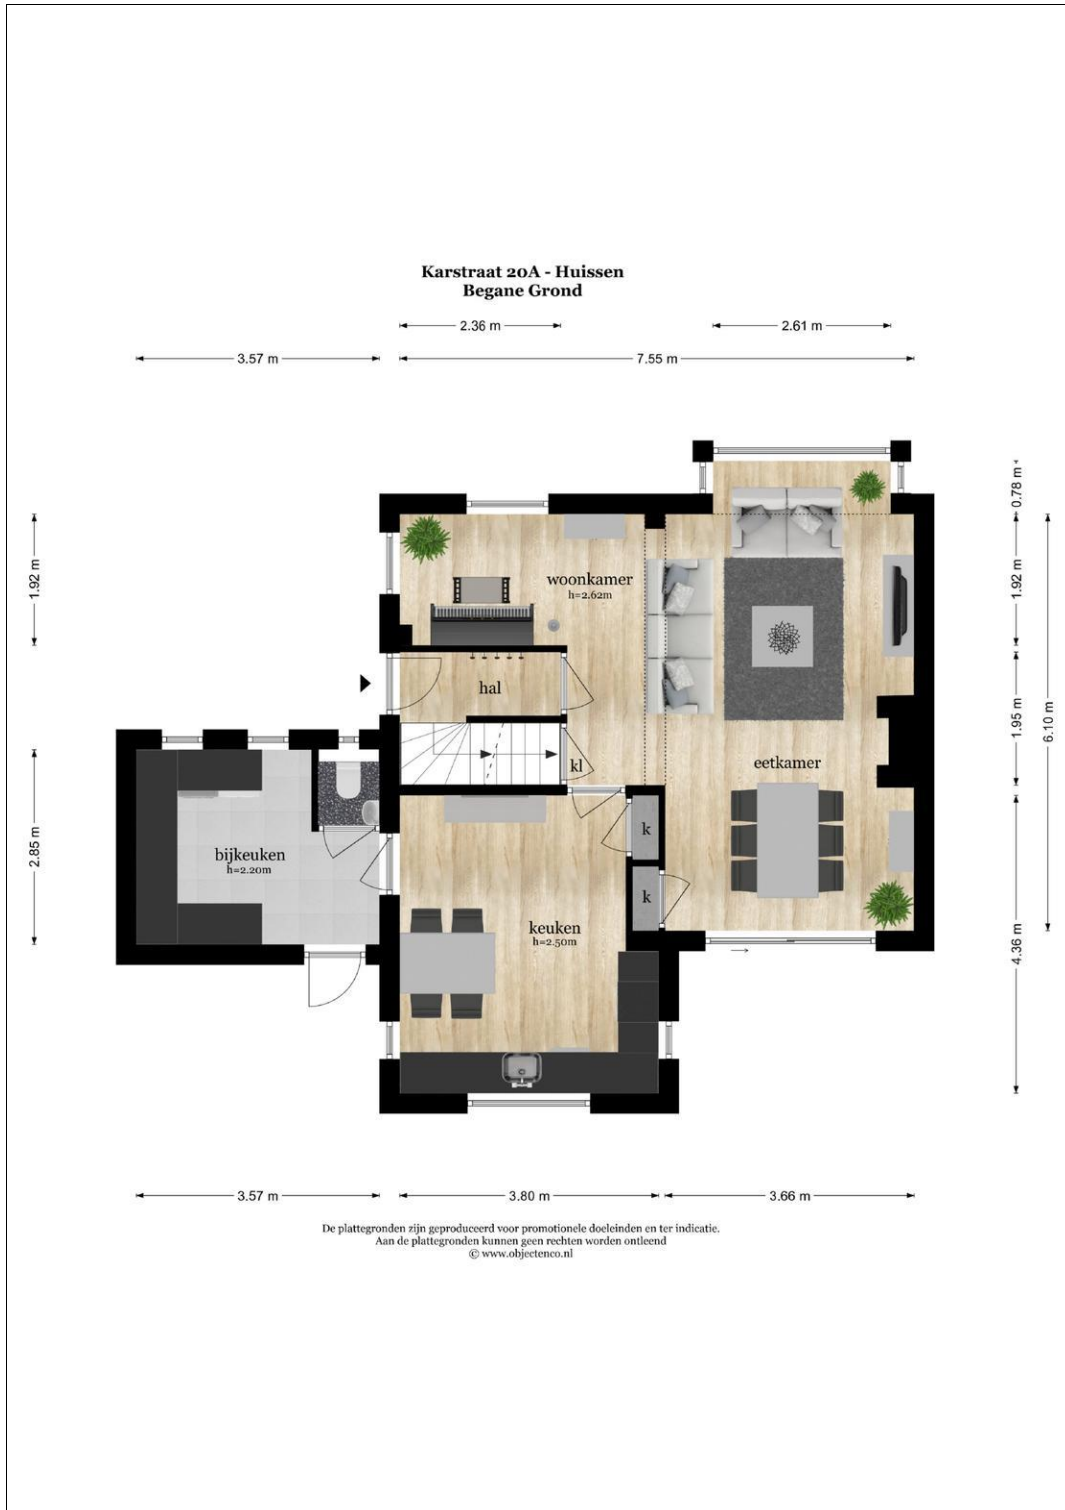 Karstraat 20A - Huissen
Begane Grond
2.36 m
2.61 m
3.57 m
7.55 m
0.78 m
1.92 m
1.92 m
6.10 m
1.95 m
2.85 m
4.36 m
woonkamer
h=2.62m
hal
kl
eetkamer
k
k
bijkeuken
h=2.20m
keuken
h=2.50m
3.57 m
3.80 m
3.66 m
De plattegronden zijn geproduceerd voor promotionele doeleinden en ter indicatie.
Aan de plattegronden kunnen geen rechten worden ontleend
© www.objectenco.nl